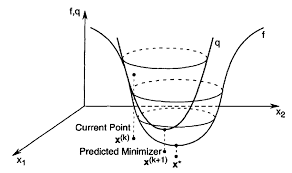 f,q
q
f
x₂
Current Point
x⁽ᵏ⁾
Predicted Minimizer
x⁽ᵏ⁺¹⁾
x*
x₁